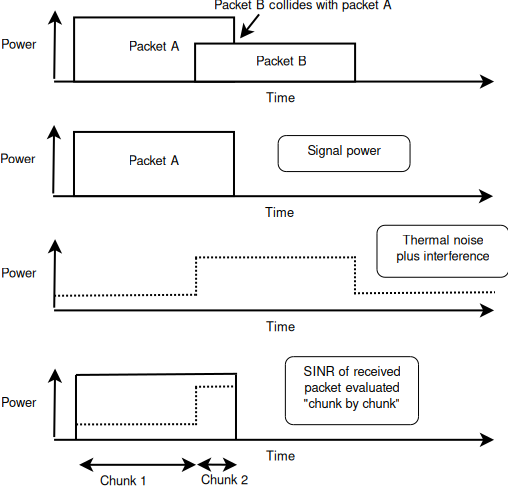 Packet B collides with packet A
Power
Packet A
Packet B
Time
Power
Packet A
Signal power
Time
Thermal noise
plus interference
Power
Time
SINR of received
packet evaluated
"chunk by chunk"
Power
Time
Chunk 1
Chunk 2